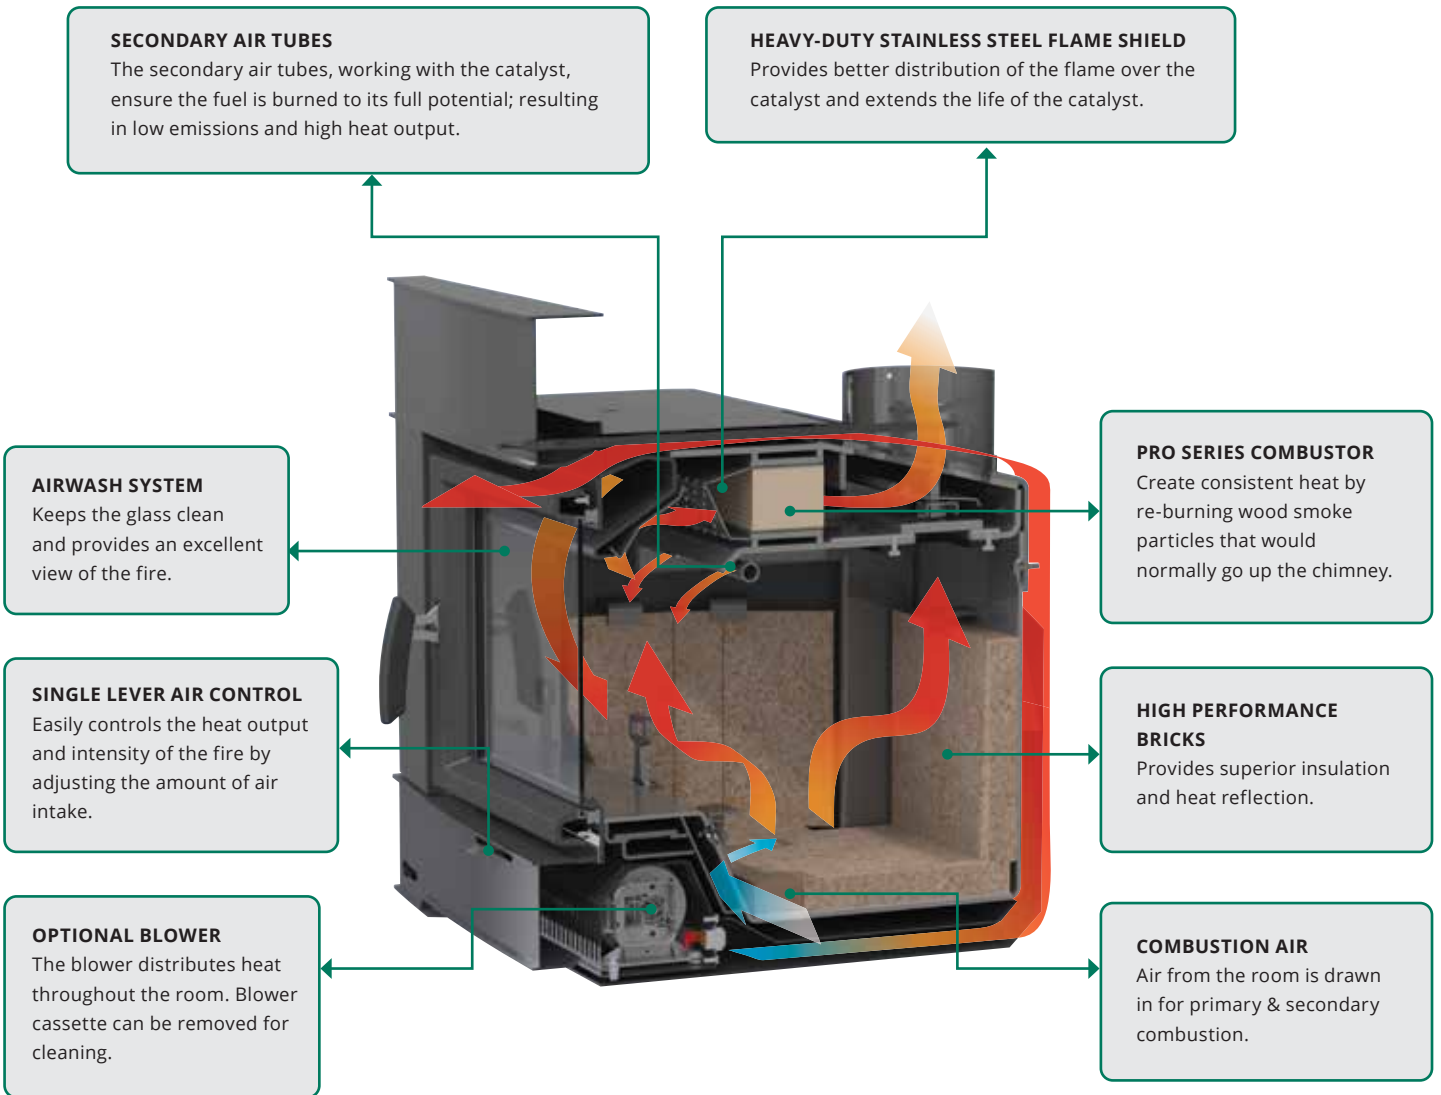 SECONDARY AIR TUBES
The secondary air tubes, working with the catalyst,
ensure the fuel is burned to its full potential; resulting
in low emissions and high heat output.
HEAVY-DUTY STAINLESS STEEL FLAME SHIELD
Provides better distribution of the flame over the
catalyst and extends the life of the catalyst.
AIRWASH SYSTEM
Keeps the glass clean
and provides an excellent
view of the fire.
PRO SERIES COMBUSTOR
Create consistent heat by
re-burning wood smoke
particles that would
normally go up the chimney.
SINGLE LEVER AIR CONTROL
Easily controls the heat output
and intensity of the fire by
adjusting the amount of air
intake.
HIGH PERFORMANCE
BRICKS
Provides superior insulation
and heat reflection.
OPTIONAL BLOWER
The blower distributes heat
throughout the room. Blower
cassette can be removed for
cleaning.
COMBUSTION AIR
Air from the room is drawn
in for primary & secondary
combustion.